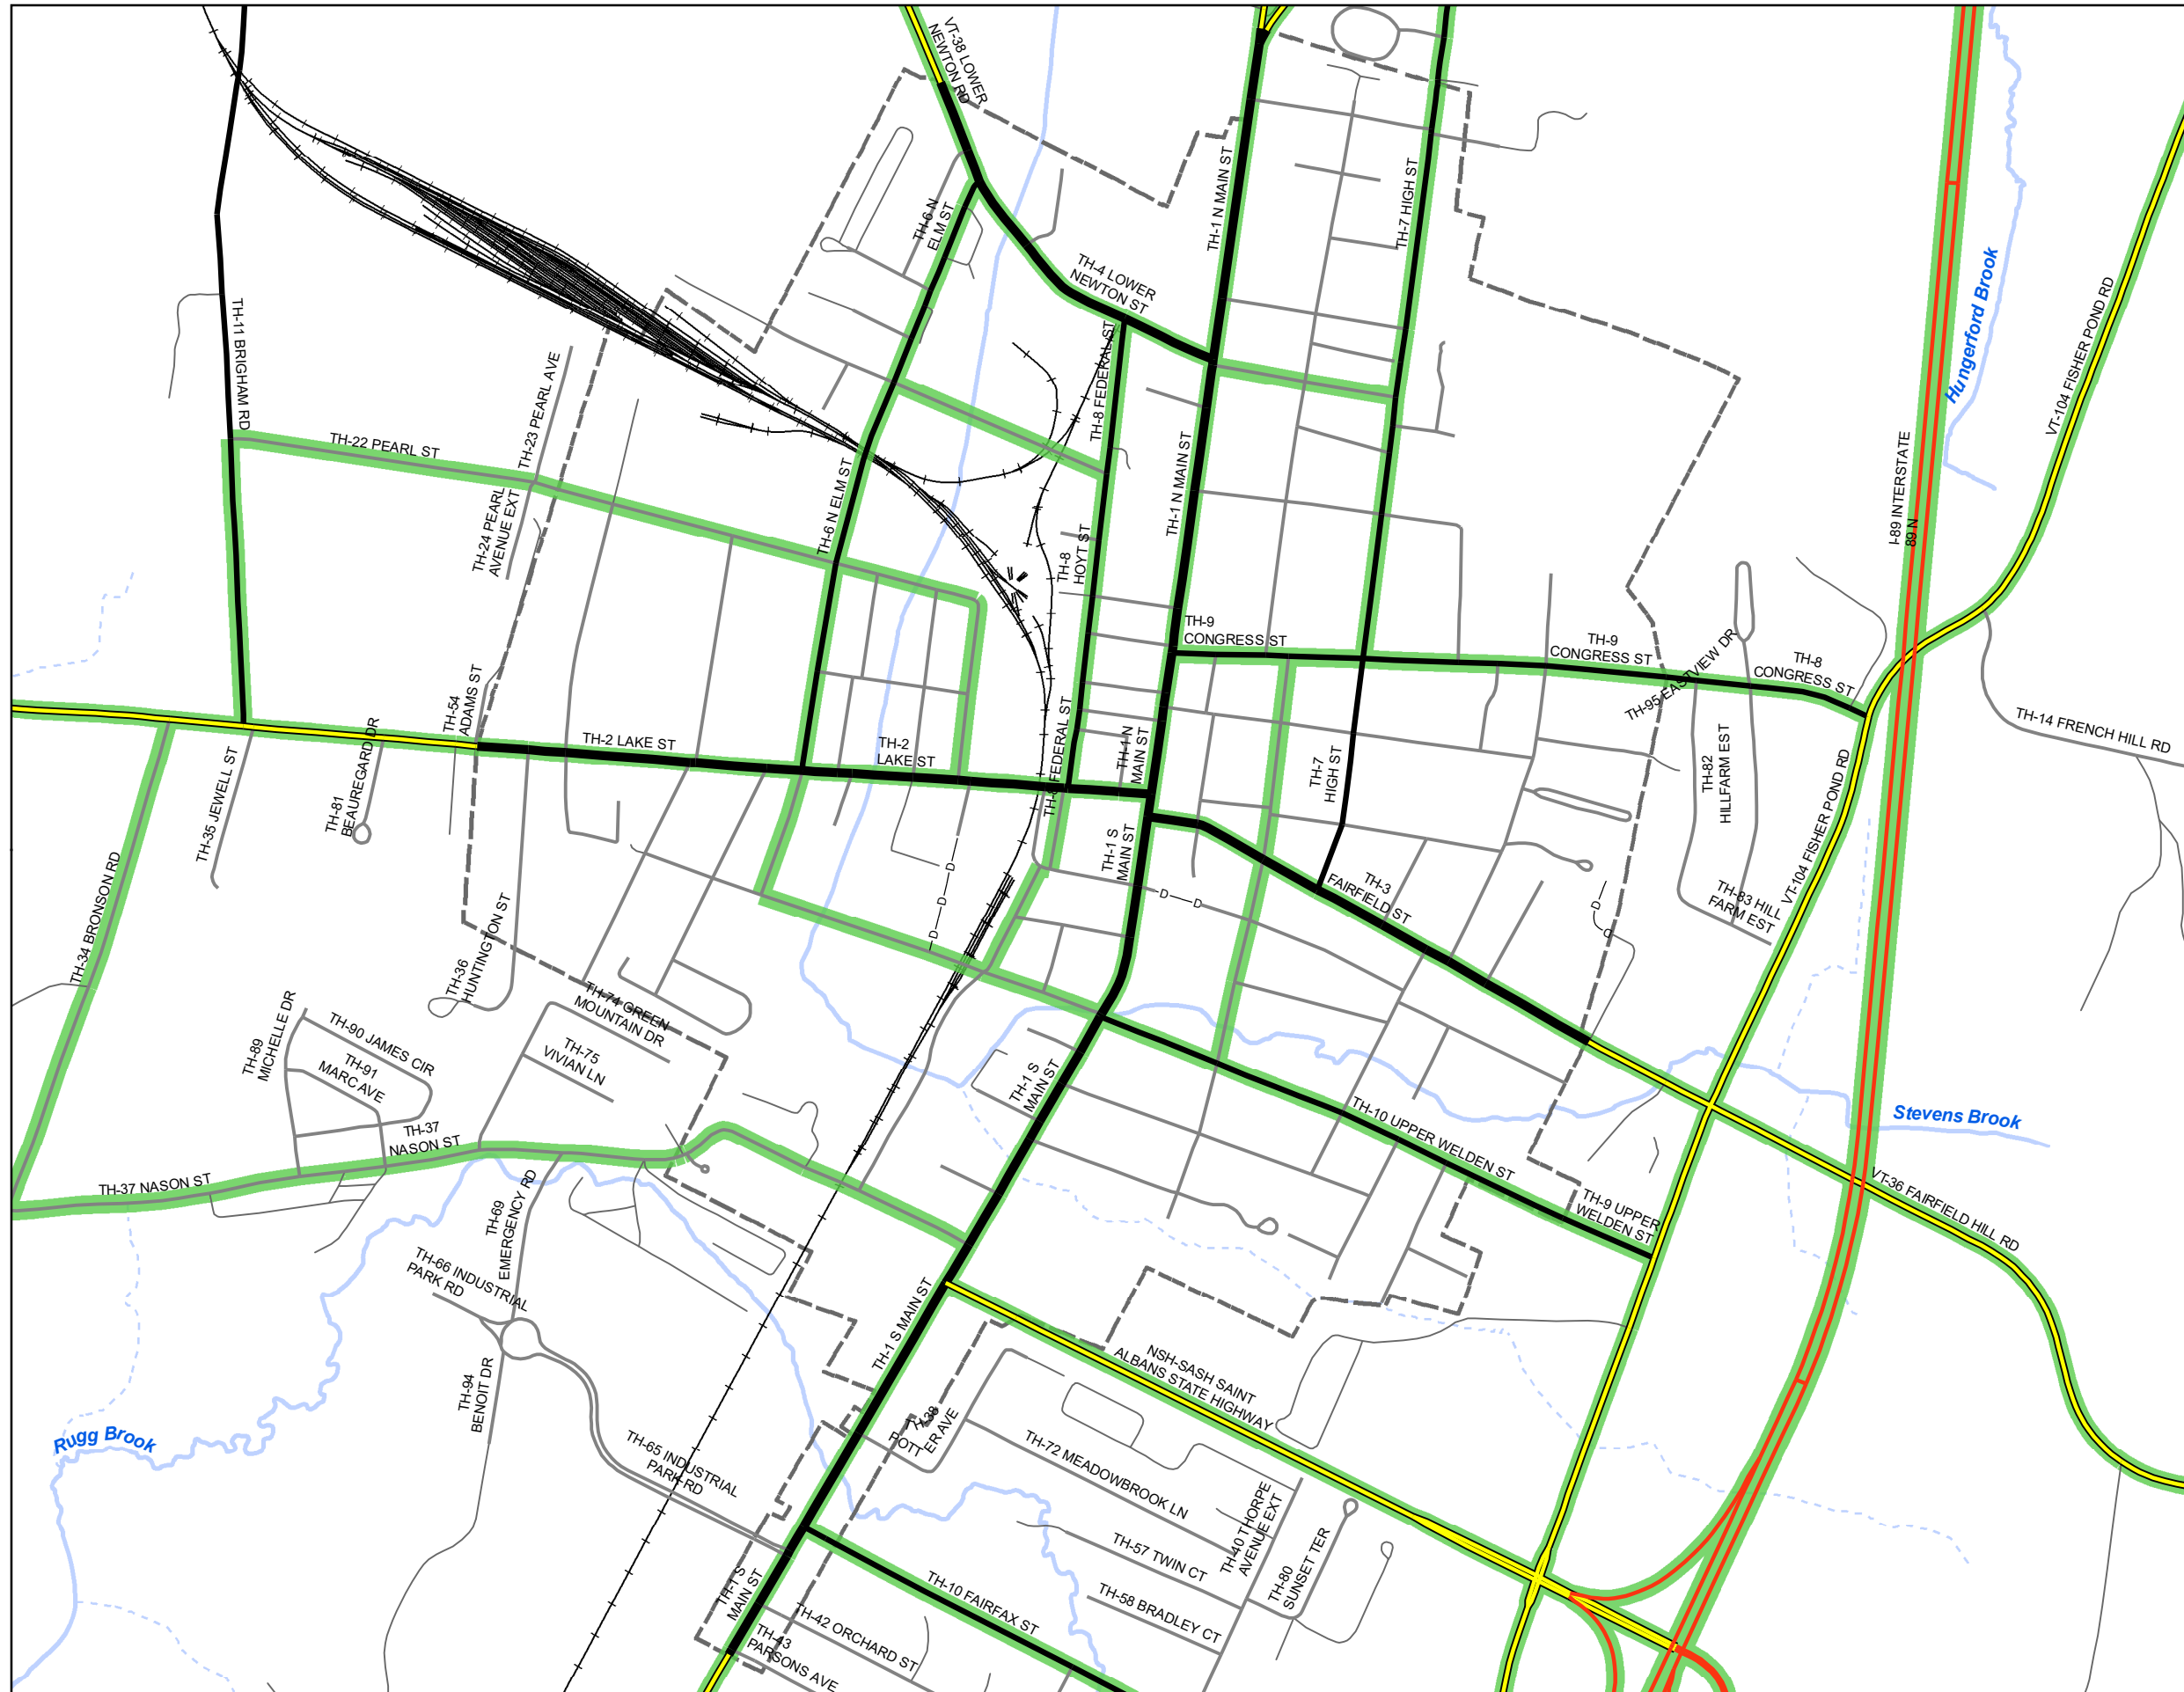 VT-38 LOWER
NEWTON RD
TH-6 N
ELM ST
TH-1 N MAIN ST
TH-7 HIGH ST
TH-4 LOWER
NEWTON ST
Hungerford Brook
VT-104 FISHER POND RD
TH-11 BRIGHAM RD
TH-23 PEARL AVE
TH-22 PEARL ST
TH-24 PEARL
AVENUE EXT
TH-6 N ELM ST
TH-8 FEDERAL ST
TH-1 N MAIN ST
I-89 INTERSTATE
89 N
TH-8
HOYT ST
TH-9
CONGRESS ST
TH-9
CONGRESS ST
TH-8
CONGRESS ST
TH-95 EASTVIEW DR
TH-14 FRENCH HILL RD
TH-54
ADAMS ST
TH-2 LAKE ST
TH-2
LAKE ST
TH-8 FEDERAL ST
TH-1 N
MAIN ST
TH-7
HIGH ST
TH-82
HILLFARM EST
VT-104 FISHER POND RD
TH-35 JEWELL ST
TH-81
BEAUREGARD DR
TH-1 S
MAIN ST
TH-3
FAIRFIELD ST
TH-83 HILL
FARM EST
TH-34 BRONSON RD
TH-36
HUNTINGTON ST
D
D
D
D
D
D
D
TH-74 GREEN
MOUNTAIN DR
TH-89
MICHELLE DR
TH-90 JAMES CIR
TH-91
MARC AVE
TH-75
VIVIAN LN
TH-1 S
MAIN ST
TH-10 UPPER WELDEN ST
Stevens Brook
TH-37
NASON ST
TH-37 NASON ST
TH-69
EMERGENCY RD
TH-9 UPPER
WELDEN ST
VT-36 FAIRFIELD HILL RD
TH-66 INDUSTRIAL
PARK RD
TH-1 S MAIN ST
NSH-SASH SAINT
ALBANS STATE HIGHWAY
TH-94
BENOIT DR
Rugg Brook
TH-38
POTT ER AVE
TH-65 INDUSTRIAL
PARK RD
TH-72 MEADOWBROOK LN
TH-40 THORPE
AVENUE EXT
TH-57 TWIN CT
TH-80
SUNSET TER
TH-58 BRADLEY CT
TH-1 S
MAIN ST
TH-10 FAIRFAX ST
TH-42 ORCHARD ST
TH-43
PARSONS AVE